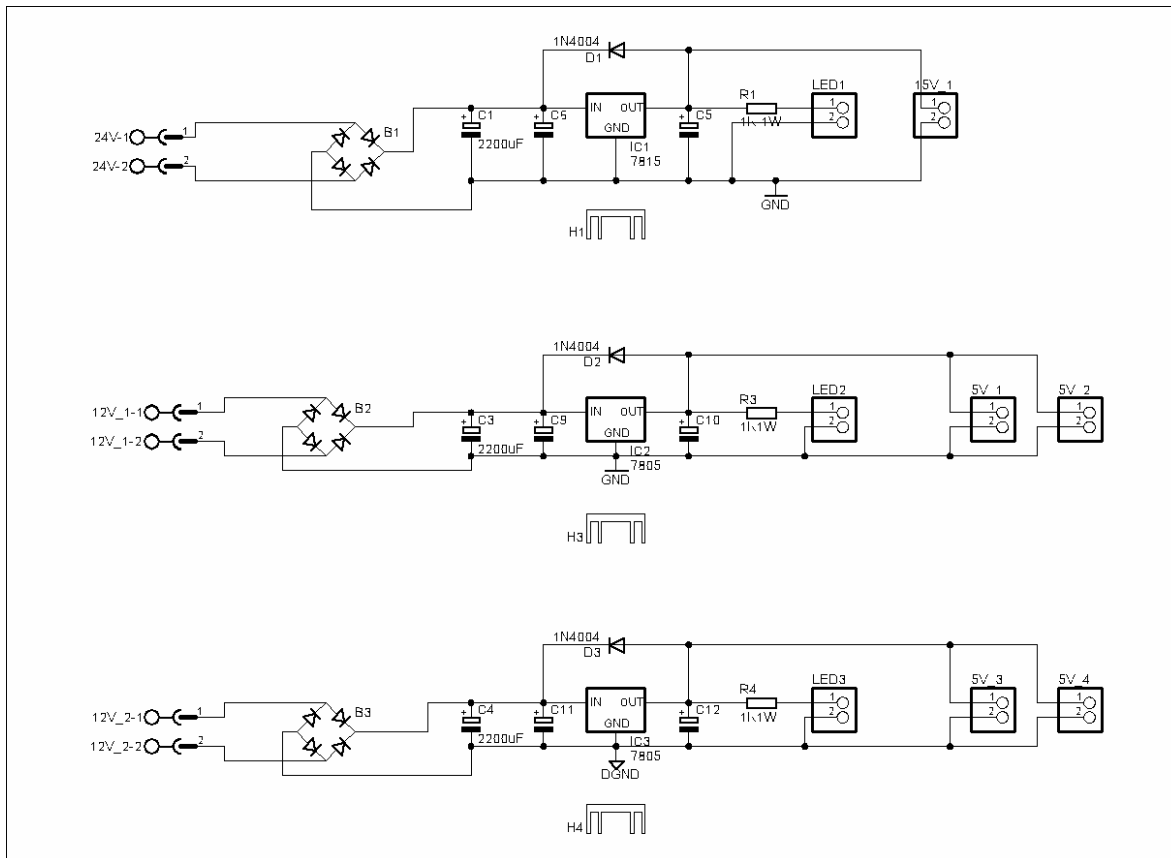 1N4004
D1
R1
LED1
15V_1
IN
OUT
1
1
24V-1
1
B1
C1
C6
GND
C5
1k 1W
2
2
2200uF
IC1
7815
24V-2
2
GND
H1
1N4004
D2
R3
LED2
5V_1
5V_2
12V_1-1
1
B2
IN
OUT
1
1
1
C3
C9
GND
C10
1k 1W
2
2
2
12V_1-2
2
2200uF
IC2
7805
GND
H3
1N4004
D3
R4
LED3
5V_3
5V_4
12V_2-1
1
B3
IN
OUT
1
1
1
C4
C11
GND
C12
1k 1W
2
2
2
12V_2-2
2
2200uF
IC3
7805
DGND
H4